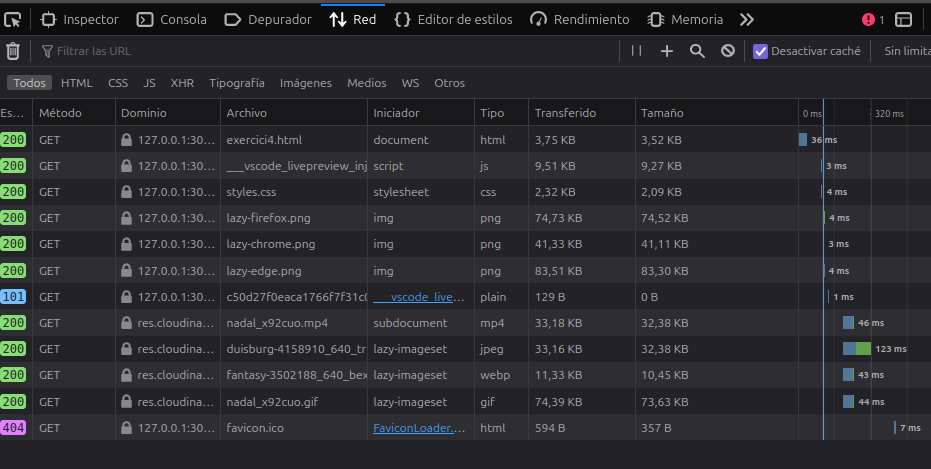 Inspector Consola Depurador Red Editor de estilos Rendimiento Memoria 1
Filtrar las URL Desactivar caché Sin limita
Todos HTML CSS JS XHR Tipografía Imágenes Medios WS Otros
Es... Método Dominio Archivo Iniciador Tipo Transferido Tamaño 0 ms 320 ms
200 GET 127.0.0.1:30... exercici4.html document html 3,75 KB 3,52 KB 36 ms
200 GET 127.0.0.1:30... ___vscode_livepreview_inj script js 9,51 KB 9,27 KB 3 ms
200 GET 127.0.0.1:30... styles.css stylesheet css 2,32 KB 2,09 KB 4 ms
200 GET 127.0.0.1:30... lazy-firefox.png img png 74,73 KB 74,52 KB 4 ms
200 GET 127.0.0.1:30... lazy-chrome.png img png 41,33 KB 41,11 KB 3 ms
200 GET 127.0.0.1:30... lazy-edge.png img png 83,51 KB 83,30 KB 4 ms
101 GET 127.0.0.1:30... c50d27f0eaca1766f7f31c0 ___vscode_live... plain 129 B 0 B 1 ms
200 GET res.cloudina... nadal_x92cuo.mp4 subdocument mp4 33,18 KB 32,38 KB 46 ms
200 GET res.cloudina... duisburg-4158910_640_tr lazy-imageset jpeg 33,16 KB 32,38 KB 123 ms
200 GET res.cloudina... fantasy-3502188_640_bex lazy-imageset webp 11,33 KB 10,45 KB 43 ms
200 GET res.cloudina... nadal_x92cuo.gif lazy-imageset gif 74,39 KB 73,63 KB 44 ms
404 GET 127.0.0.1:30... favicon.ico FaviconLoader.... html 594 B 357 B 7 ms